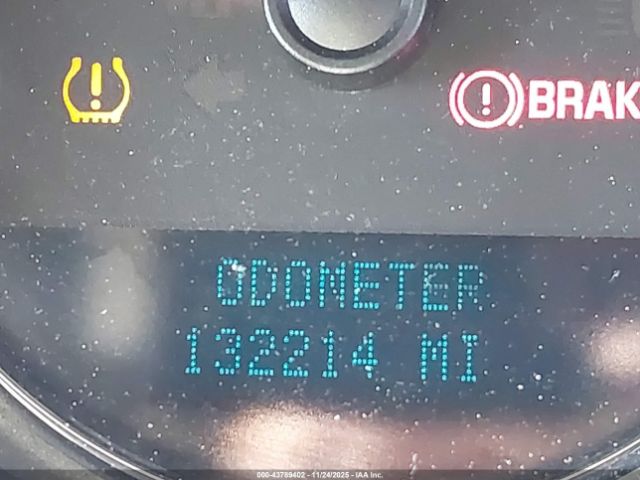 BRAK
ODOMETER
132214 MI
000-43789402 - 11/24/2025 - IAA Inc.